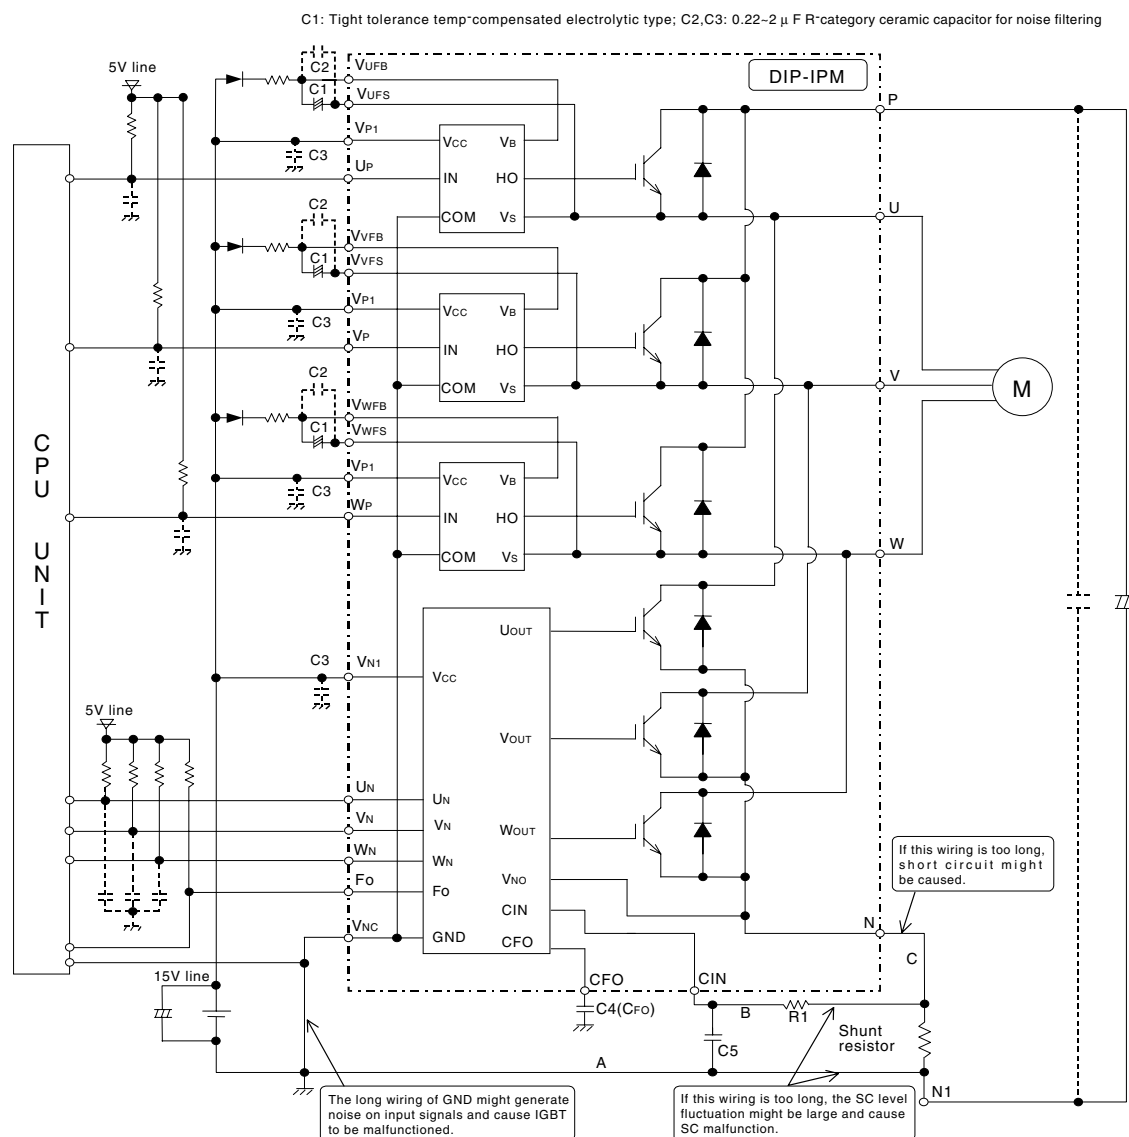 C1: Tight tolerance temp-compensated electrolytic type; C2,C3: 0.22~2 μ F R-category ceramic capacitor for noise filtering
DIP-IPM
5V line
C2
C1
VUFB
VUFS
P
VP1
C3
VCC
VB
UP
IN
HO
COM
VS
U
C2
VVFB
C1
VVFS
VP1
C3
VCC
VB
VP
IN
HO
COM
VS
V
M
C2
VWFB
C1
VWFS
VP1
C3
VCC
VB
WP
IN
HO
COM
VS
W
CPU UNIT
C3
VN1
VCC
UOUT
VOUT
WOUT
VNO
CIN
CFO
5V line
UN
UN
VN
VN
WN
WN
FO
FO
VNC
GND
If this wiring is too long,
short circuit might
be caused.
N
C
15V line
CFO
CIN
C4(CFO)
B
R1
C5
Shunt
resistor
A
N1
The long wiring of GND might generate
noise on input signals and cause IGBT
to be malfunctioned.
If this wiring is too long, the SC level
fluctuation might be large and cause
SC malfunction.